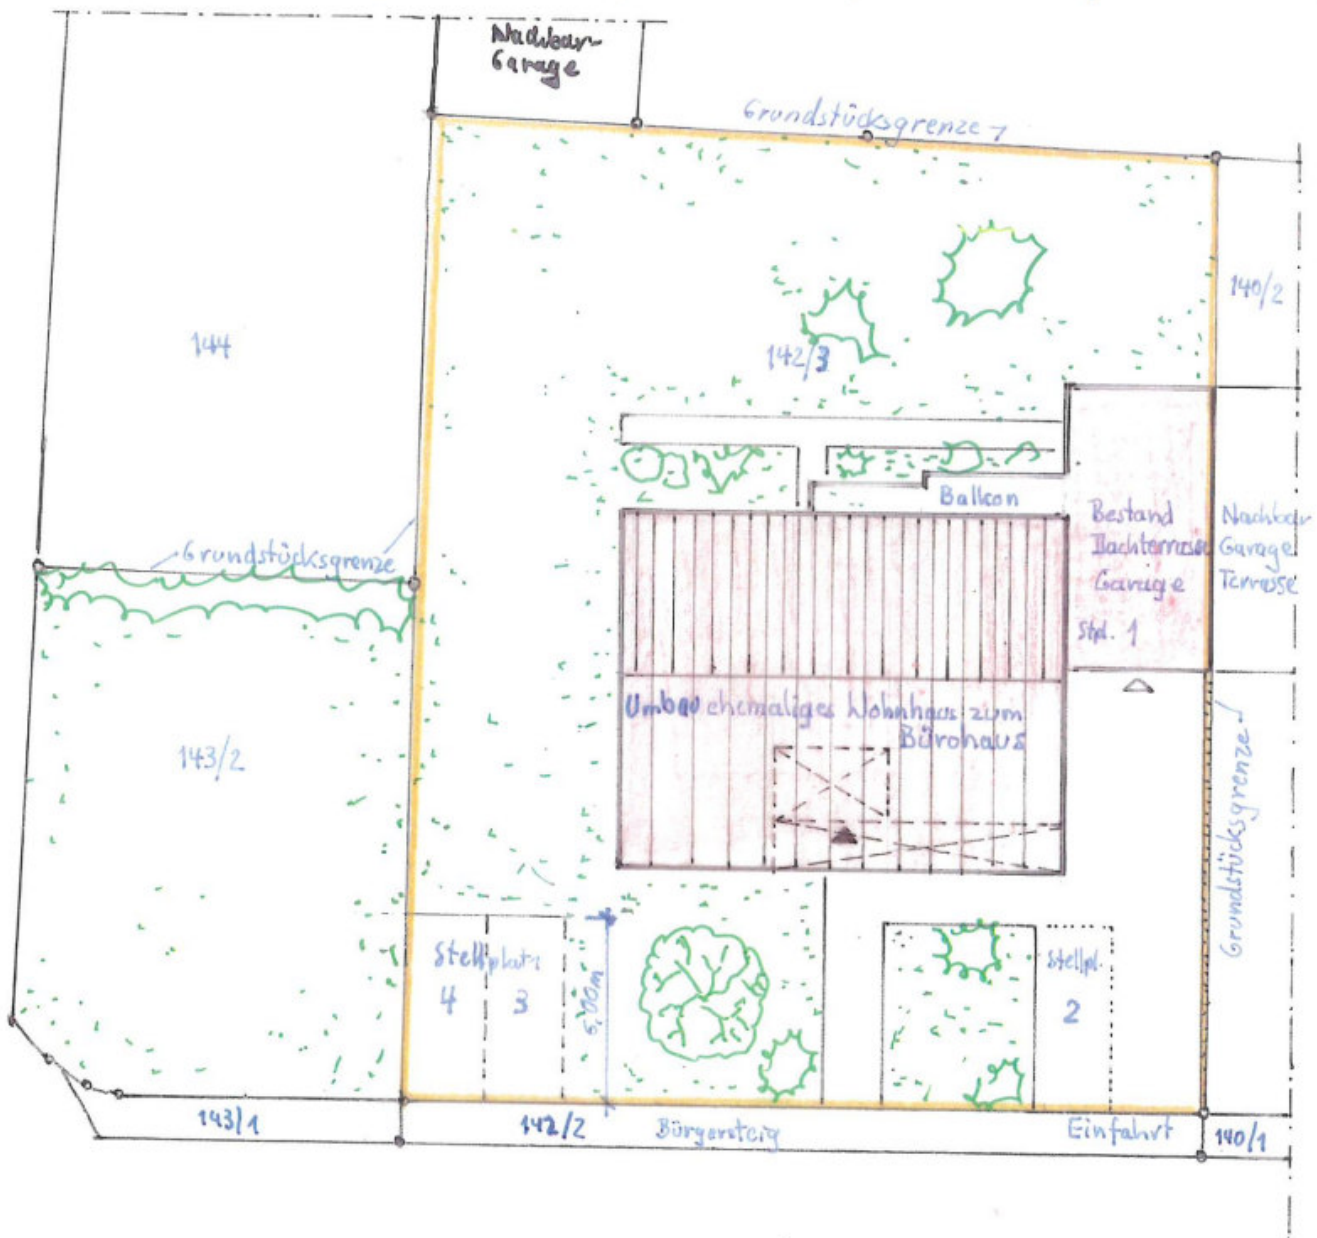 Nachbar-
Garage
Grundstücksgrenze
140/2
144
142/3
Balkon
Bestand
Dachterrasse
Garage
Stpl. 1
Nachbar
Garage
Terrasse
Grundstücksgrenze
Umbau ehemaliges Wohnhaus zum
Bürohaus
143/2
Grundstücksgrenze
Stellplatz
4
3
5,00m
Stellpl.
2
143/1
142/2
Bürgersteig
Einfahrt
140/1